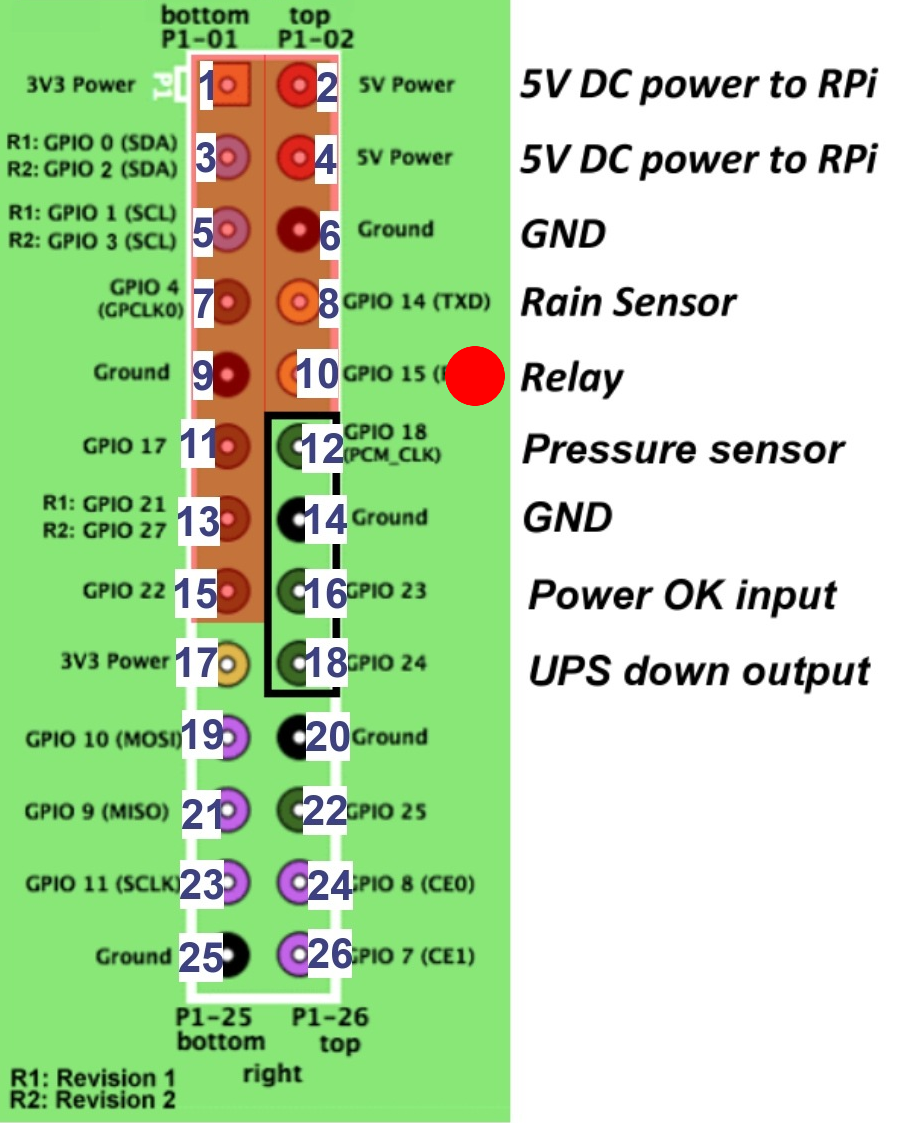 bottom top
P1-01 P1-02
3V3 Power P1 1 2 5V Power 5V DC power to RPi
R1: GPIO 0 (SDA)
R2: GPIO 2 (SDA) 3 4 5V Power 5V DC power to RPi
R1: GPIO 1 (SCL)
R2: GPIO 3 (SCL) 5 6 Ground GND
GPIO 4
(GPCLK0) 7 8 GPIO 14 (TXD) Rain Sensor
Ground 9 10 GPIO 15 Relay
GPIO 17 11 12 GPIO 18
(PCM_CLK) Pressure sensor
R1: GPIO 21
R2: GPIO 27 13 14 Ground GND
GPIO 22 15 16 GPIO 23 Power OK input
3V3 Power 17 18 GPIO 24 UPS down output
GPIO 10 (MOSI) 19 20 Ground
GPIO 9 (MISO) 21 22 GPIO 25
GPIO 11 (SCLK) 23 24 GPIO 8 (CE0)
Ground 25 26 GPIO 7 (CE1)
P1-25 P1-26
bottom top
right
R1: Revision 1
R2: Revision 2